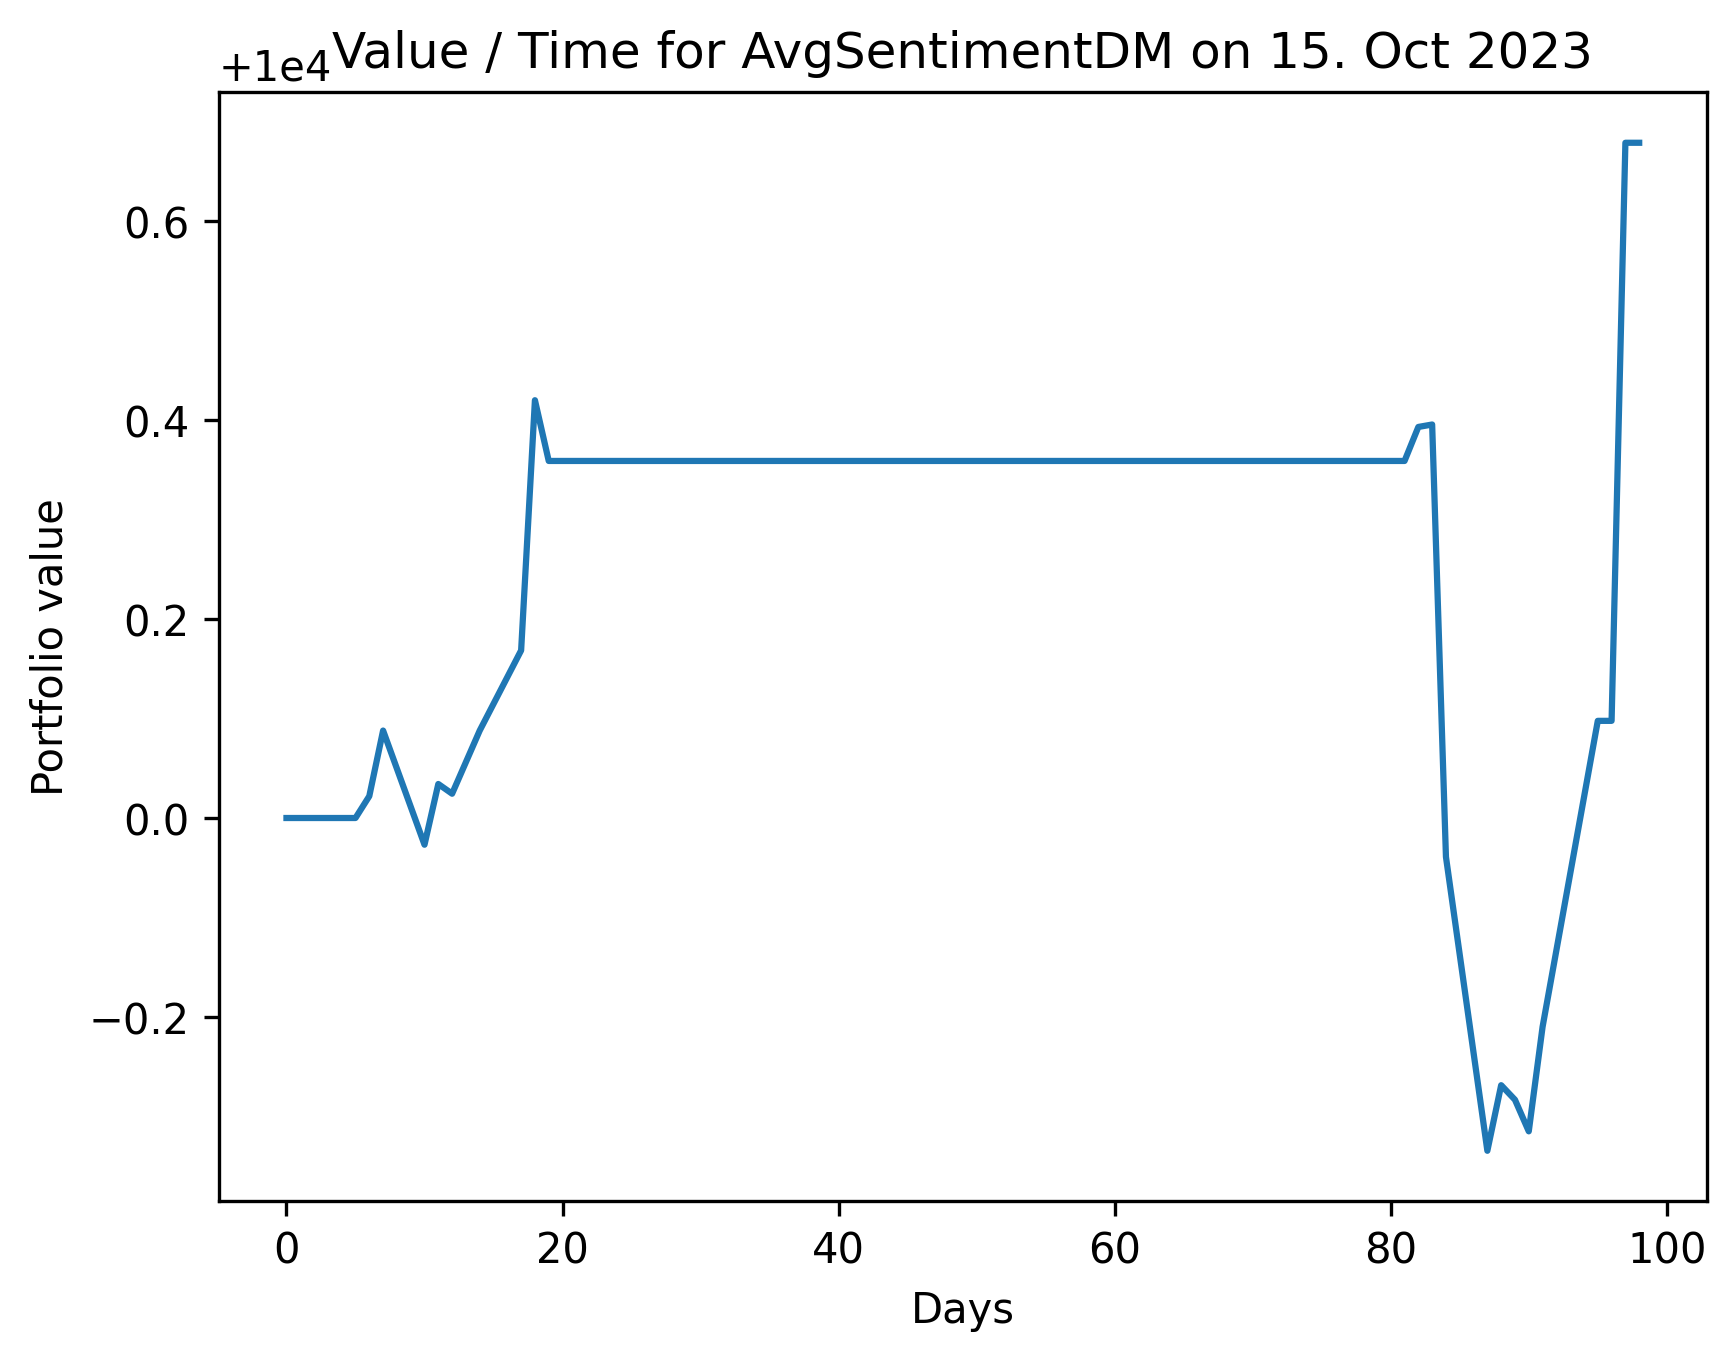 Value / Time for AvgSentimentDM on 15. Oct 2023
+1e4
0.6
0.4
0.2
0.0
−0.2
Portfolio value
0 20 40 60 80 100
Days